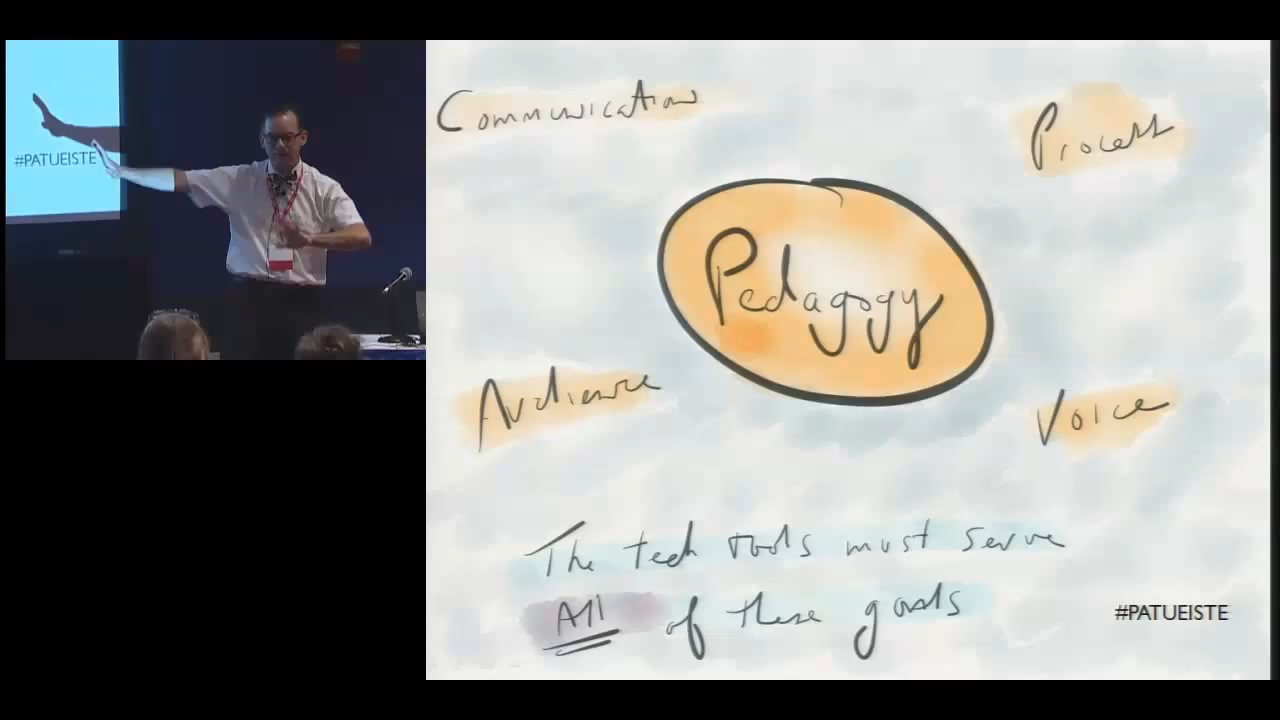 #PATUEISTE
Communication
Process
Pedagogy
Audience
Voice
The tech tools must serve
All of these goals
#PATUEISTE